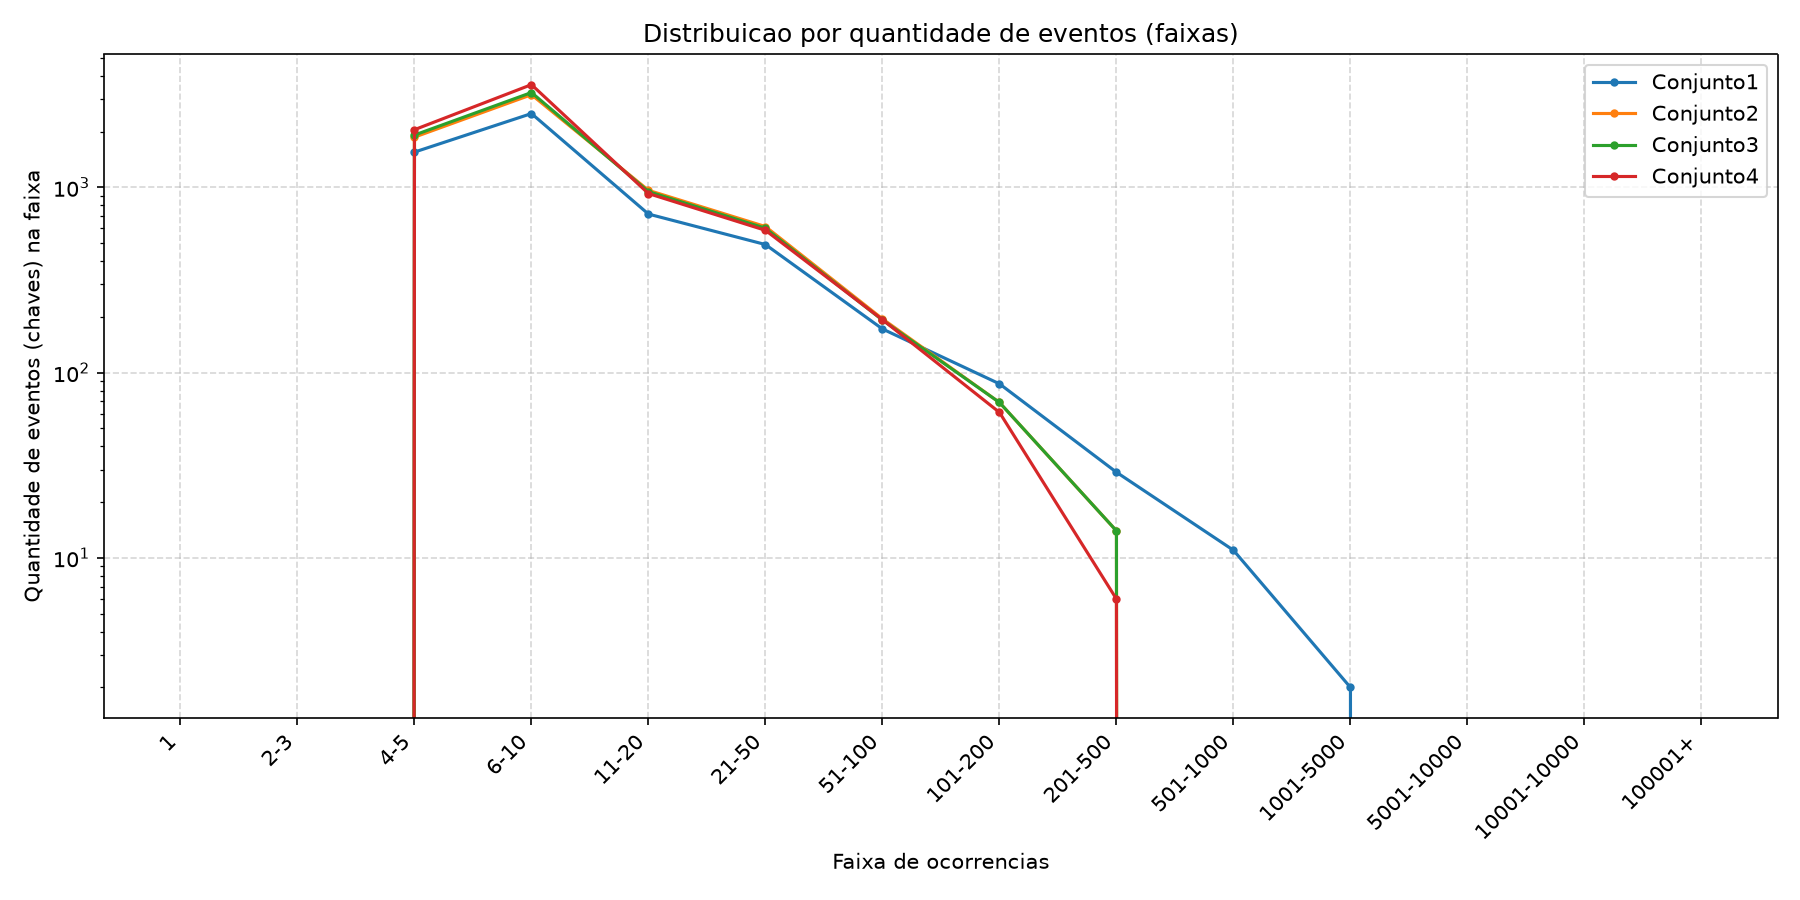 Distribuicao por quantidade de eventos (faixas)
Conjunto1
Conjunto2
Conjunto3
Conjunto4
Quantidade de eventos (chaves) na faixa
10³
10²
10¹
1
2-3
4-5
6-10
11-20
21-50
51-100
101-200
201-500
501-1000
1001-5000
5001-10000
10001-10000
100001+
Faixa de ocorrencias